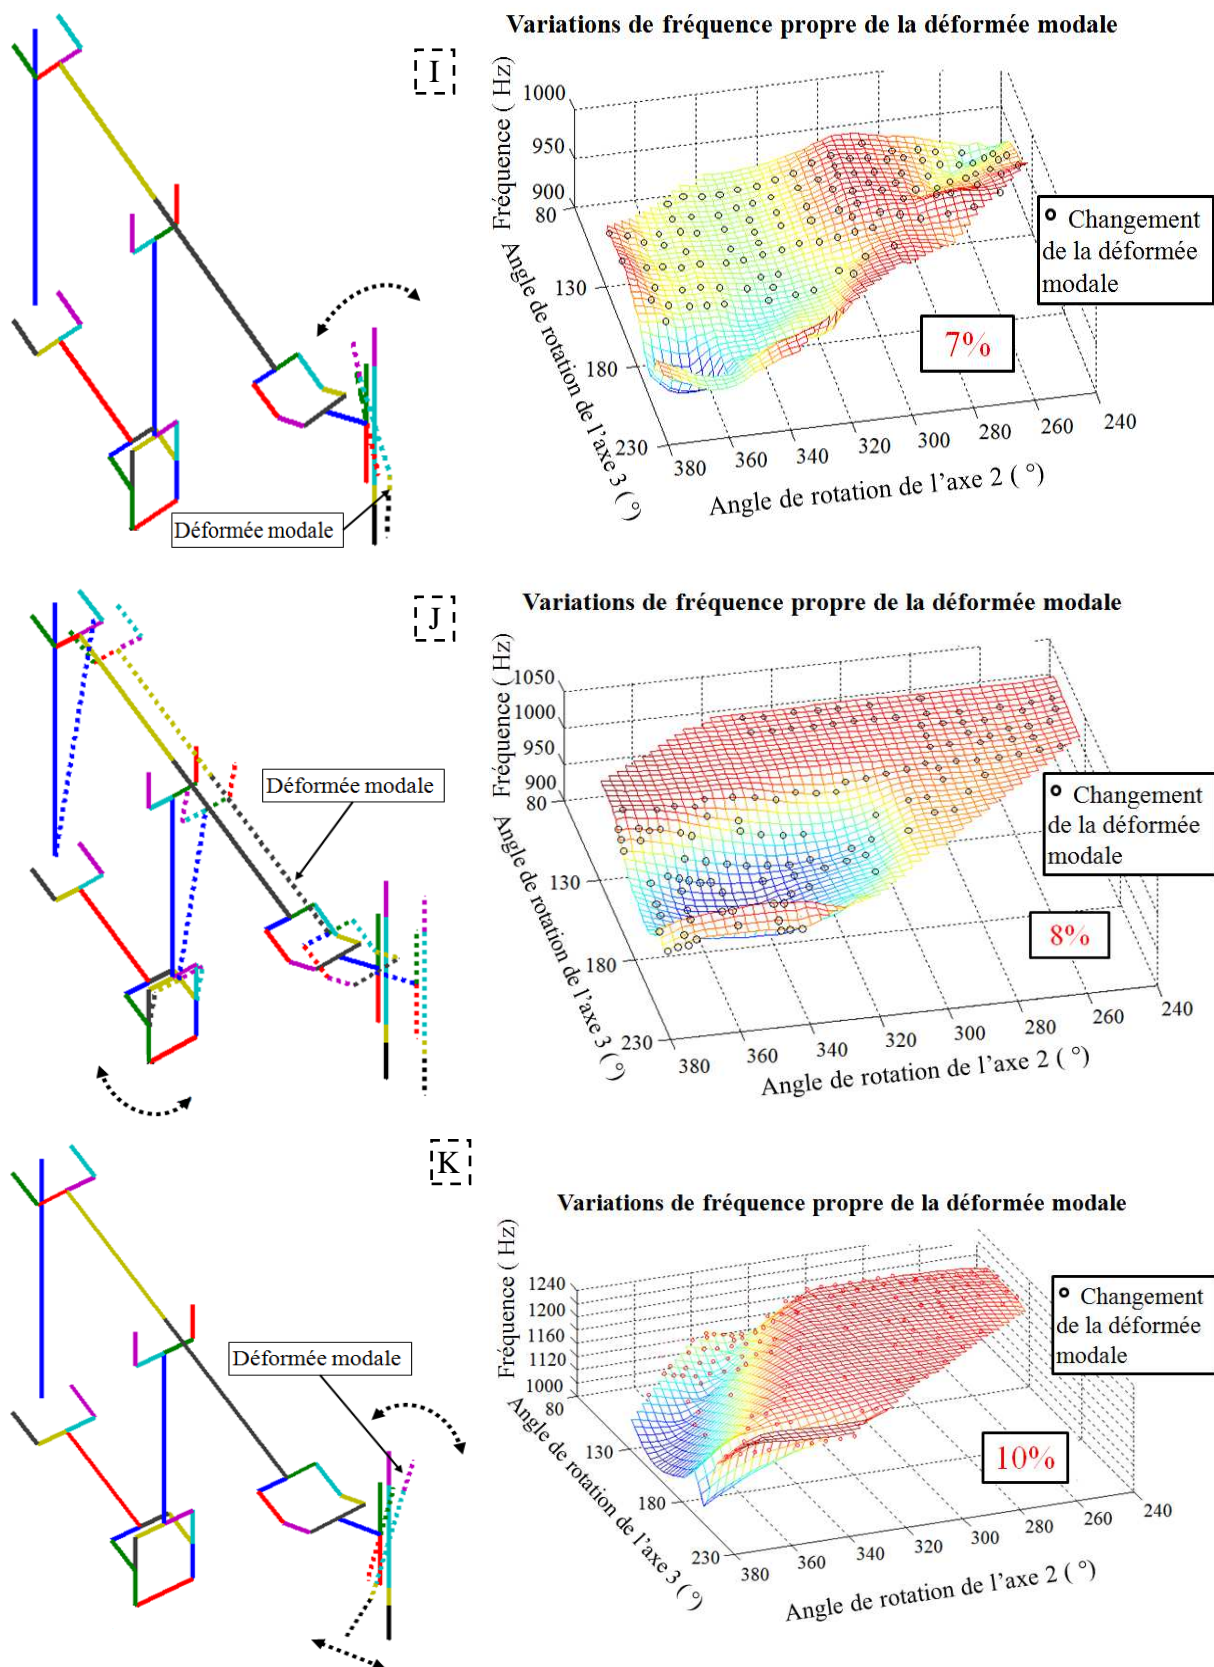 Variations de fréquence propre de la déformée modale
I
Fréquence ( Hz)
1000
950
900
80
130
180
230
Angle de rotation de l'axe 3 (°)
380
360
340
320
300
280
260
240
Angle de rotation de l'axe 2 ( °)
Changement
de la déformée
modale
7%
Déformée modale
J
Variations de fréquence propre de la déformée modale
Fréquence ( Hz)
1050
1000
950
900
80
130
180
230
Angle de rotation de l'axe 3 (°)
380
360
340
320
300
280
260
240
Angle de rotation de l'axe 2 ( °)
Changement
de la déformée
modale
8%
Déformée modale
K
Variations de fréquence propre de la déformée modale
Fréquence ( Hz)
1240
1200
1160
1120
1000
80
130
180
230
Angle de rotation de l'axe 3 (°)
380
360
340
320
300
280
260
240
Angle de rotation de l'axe 2 ( °)
Changement
de la déformée
modale
10%
Déformée modale